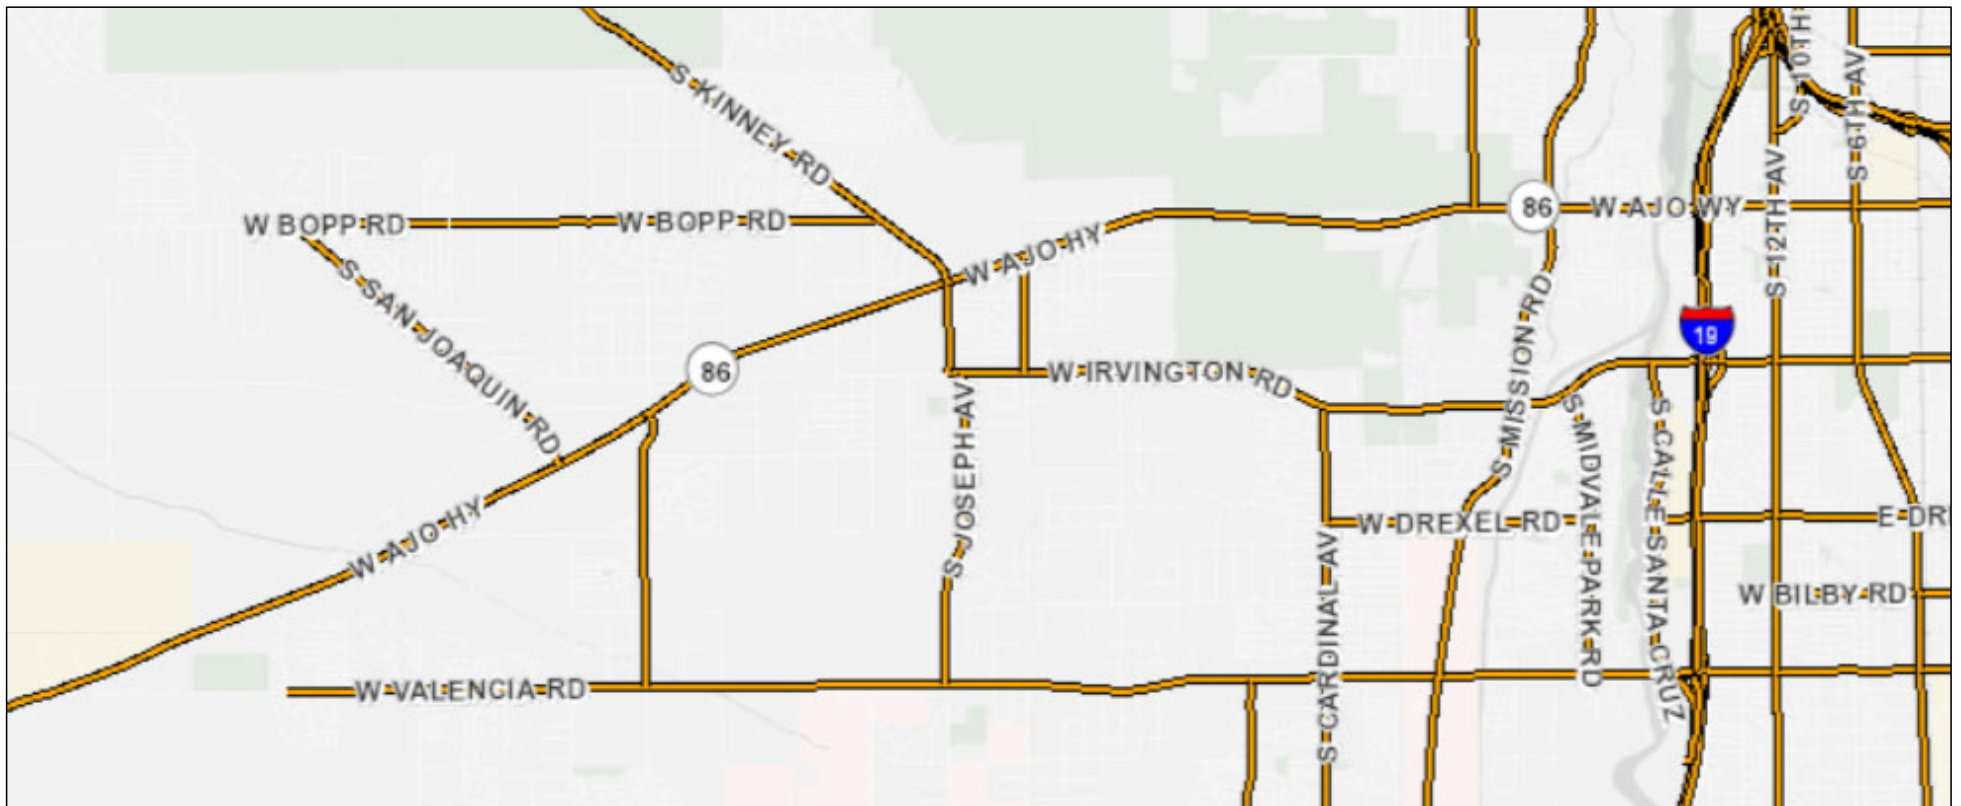 S 10TH
S KINNEY RD
S 6TH AV
W BOPP RD
W BOPP RD
86
W AJO WY
S 12TH AV
W AJO HY
S SAN JOAQUIN RD
19
86
W IRVINGTON RD
S MISSION RD
S JOSEPH AV
S MIDVALE PARK RD
S CALLE SANTA CRUZ
W AJO HY
W DREXEL RD
E DR
W BILBY RD
S CARDINAL AV
W VALENCIA RD